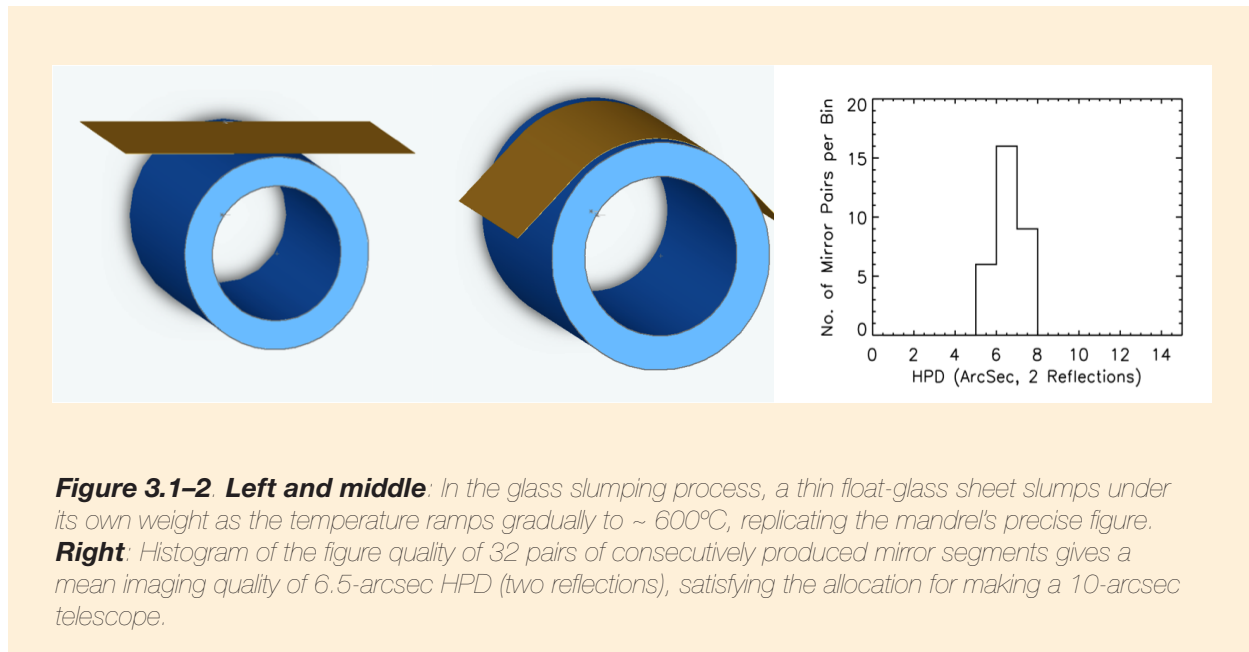 20
15
10
5
0
No. of Mirror Pairs per Bin
0 2 4 6 8 10 12 14
HPD (ArcSec, 2 Reflections)
Figure 3.1–2. Left and middle: In the glass slumping process, a thin float-glass sheet slumps under
its own weight as the temperature ramps gradually to ~ 600ºC, replicating the mandrel's precise figure.
Right: Histogram of the figure quality of 32 pairs of consecutively produced mirror segments gives a
mean imaging quality of 6.5-arcsec HPD (two reflections), satisfying the allocation for making a 10-arcsec
telescope.